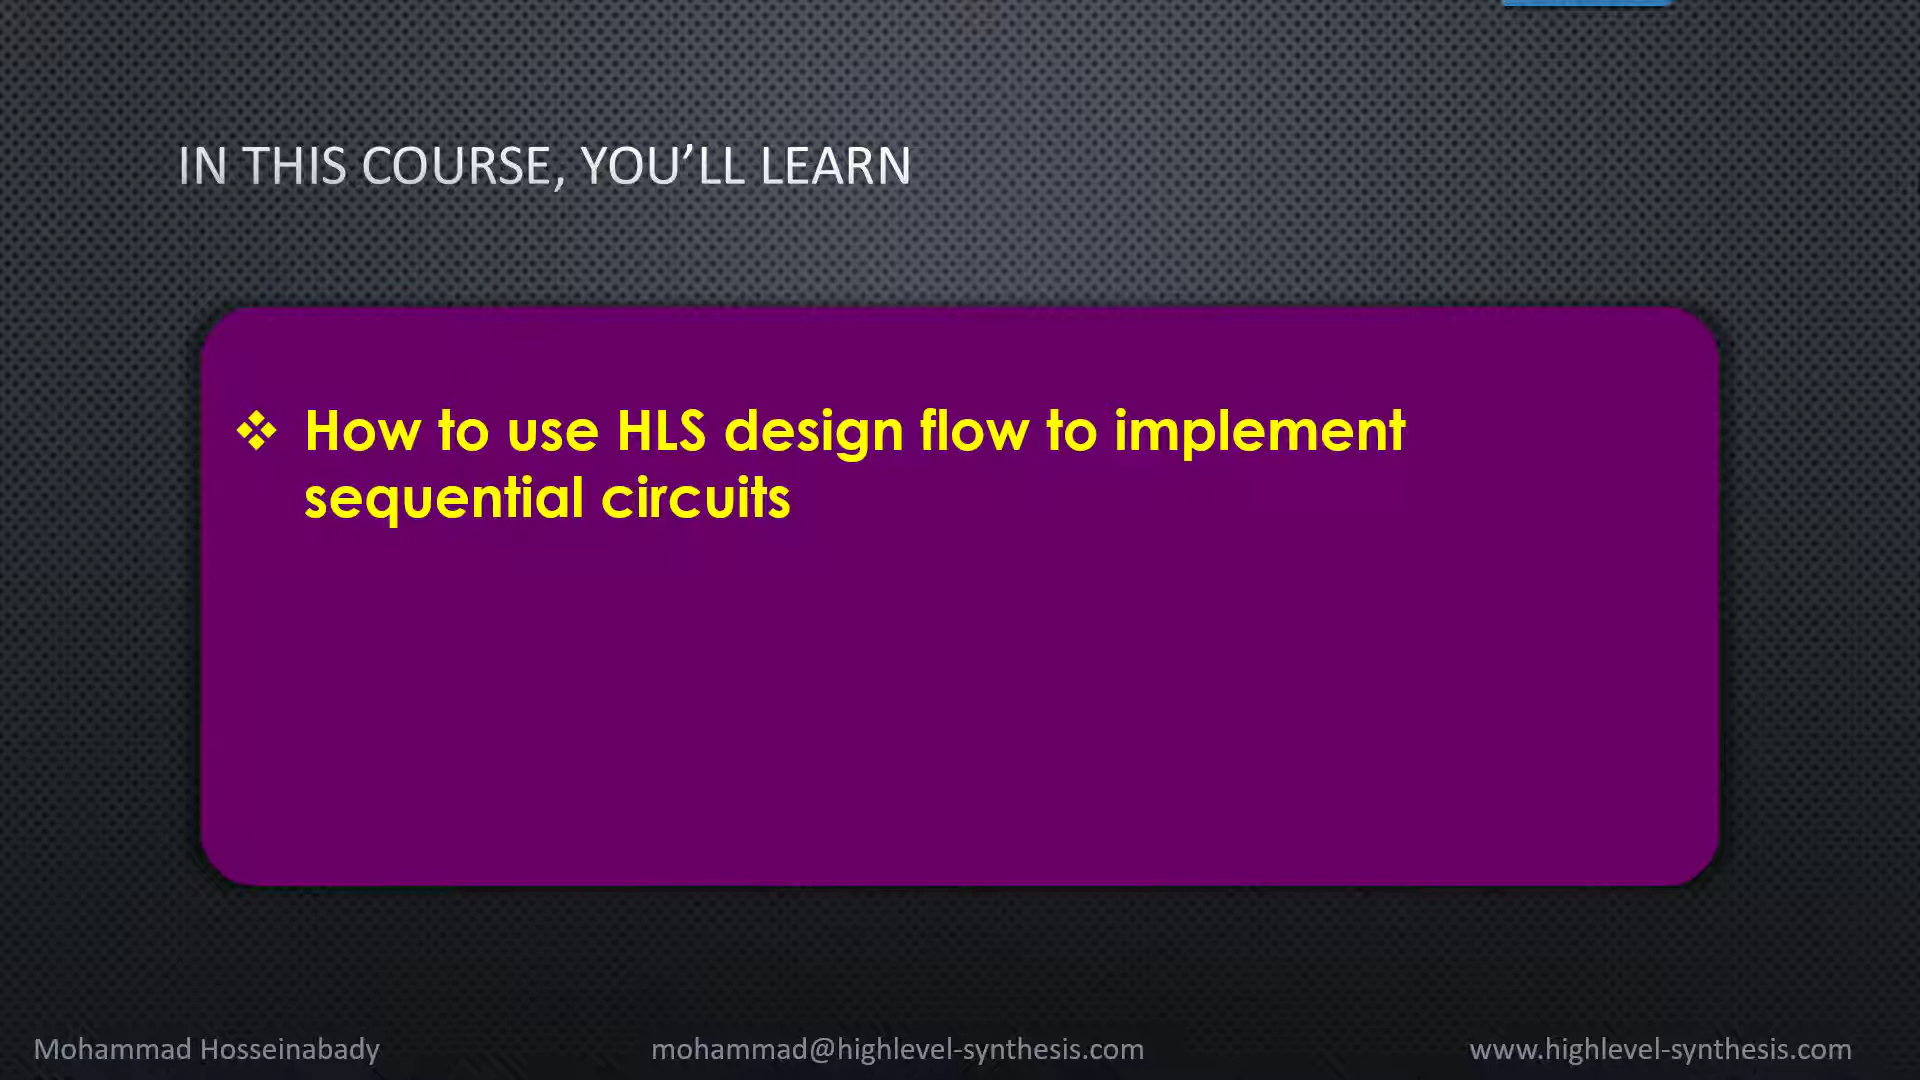 IN THIS COURSE, YOU’LL LEARN
❖ How to use HLS design flow to implement
sequential circuits
Mohammad Hosseinabady
mohammad@highlevel-synthesis.com
www.highlevel-synthesis.com